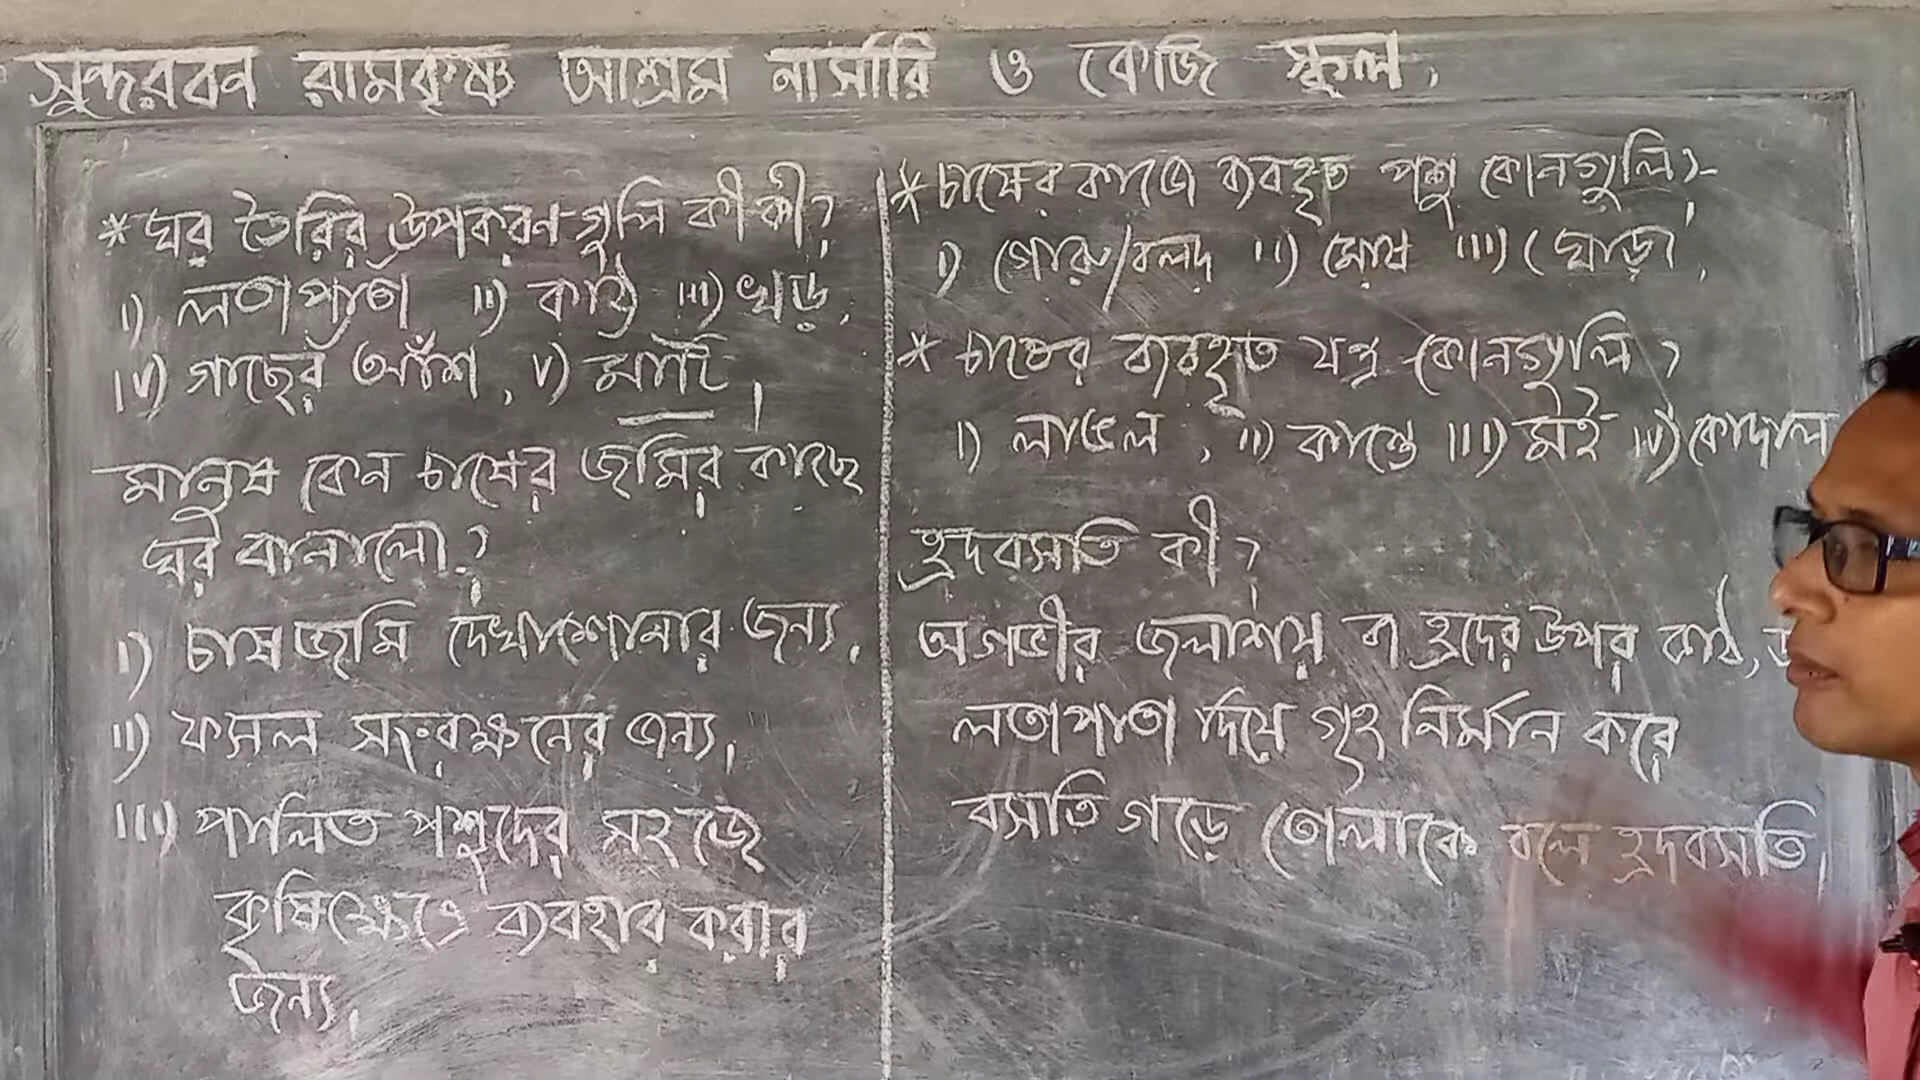 সুন্দরবন রামকৃষ্ণ আশ্রম নার্সারি ও কেজি স্কুল,
* ঘর তৈরির উপকরণ গুলি কী কী?
i) লতাপাতা ii) কাঠ iii) খড়,
iv) গাছের আঁশ, v) মাটি।
মানুষ কেন চাষের জমির কাছে
ঘর বানালো?
i) চাষজমি দেখাশোনার জন্য,
ii) ফসল সংরক্ষনের জন্য,
iii) পালিত পশুদের সহজে
কৃষিক্ষেত্রে ব্যবহার করার
জন্য,
* চাষের কাজে ব্যবহৃত পশু কোনগুলি?-
i) গোরু/বলদ ii) মোষ iii) ঘোড়া,
* চাষের ব্যবহৃত যন্ত্র কোনগুলি?
i) লাঙল, ii) কাস্তে iii) মই iv) কোদাল
হ্রদবসতি কী?
অগভীর জলাশয় বা হ্রদের উপর কাঠ,
লতাপাতা দিয়ে গৃহ নির্মান করে
বসতি গড়ে তোলাকে বলে হ্রদবসতি।